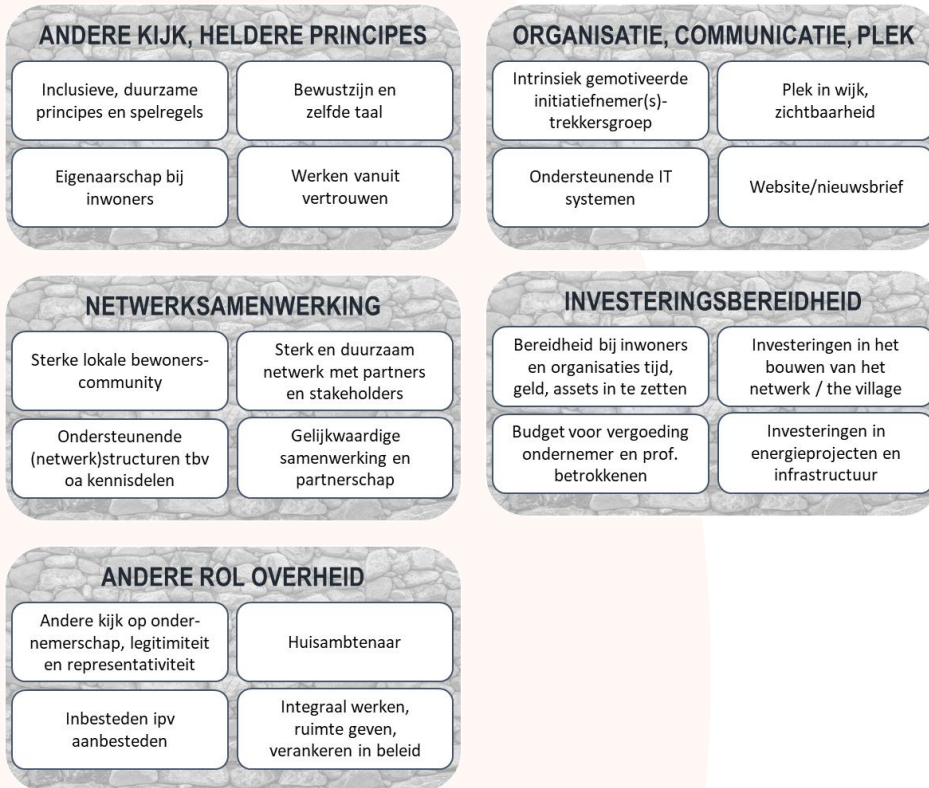 ANDERE KIJK, HELDERE PRINCIPES
Inclusieve, duurzame
principes en spelregels
Bewustzijn en
zelfde taal
Eigenaarschap bij
inwoners
Werken vanuit
vertrouwen
ORGANISATIE, COMMUNICATIE, PLEK
Intrinsiek gemotiveerde
initiatiefnemer(s)-
trekkersgroep
Plek in wijk,
zichtbaarheid
Ondersteunende IT
systemen
Website/nieuwsbrief
NETWERKSAMENWERKING
Sterke lokale bewoners-
community
Sterk en duurzaam
netwerk met partners
en stakeholders
Ondersteunende
(netwerk)structuren tbv
oa kennisdelen
Gelijkwaardige
samenwerking en
partnerschap
INVESTERINGSBEREIDHEID
Bereidheid bij inwoners
en organisaties tijd,
geld, assets in te zetten
Investeringen in het
bouwen van het
netwerk / the village
Budget voor vergoeding
ondernemer en prof.
betrokkenen
Investeringen in
energieprojecten en
infrastructuur
ANDERE ROL OVERHEID
Andere kijk op onder-
nemerschap, legitimiteit
en representativiteit
Huisambtenaar
Inbesteden ipv
aanbesteden
Integraal werken,
ruimte geven,
verankeren in beleid